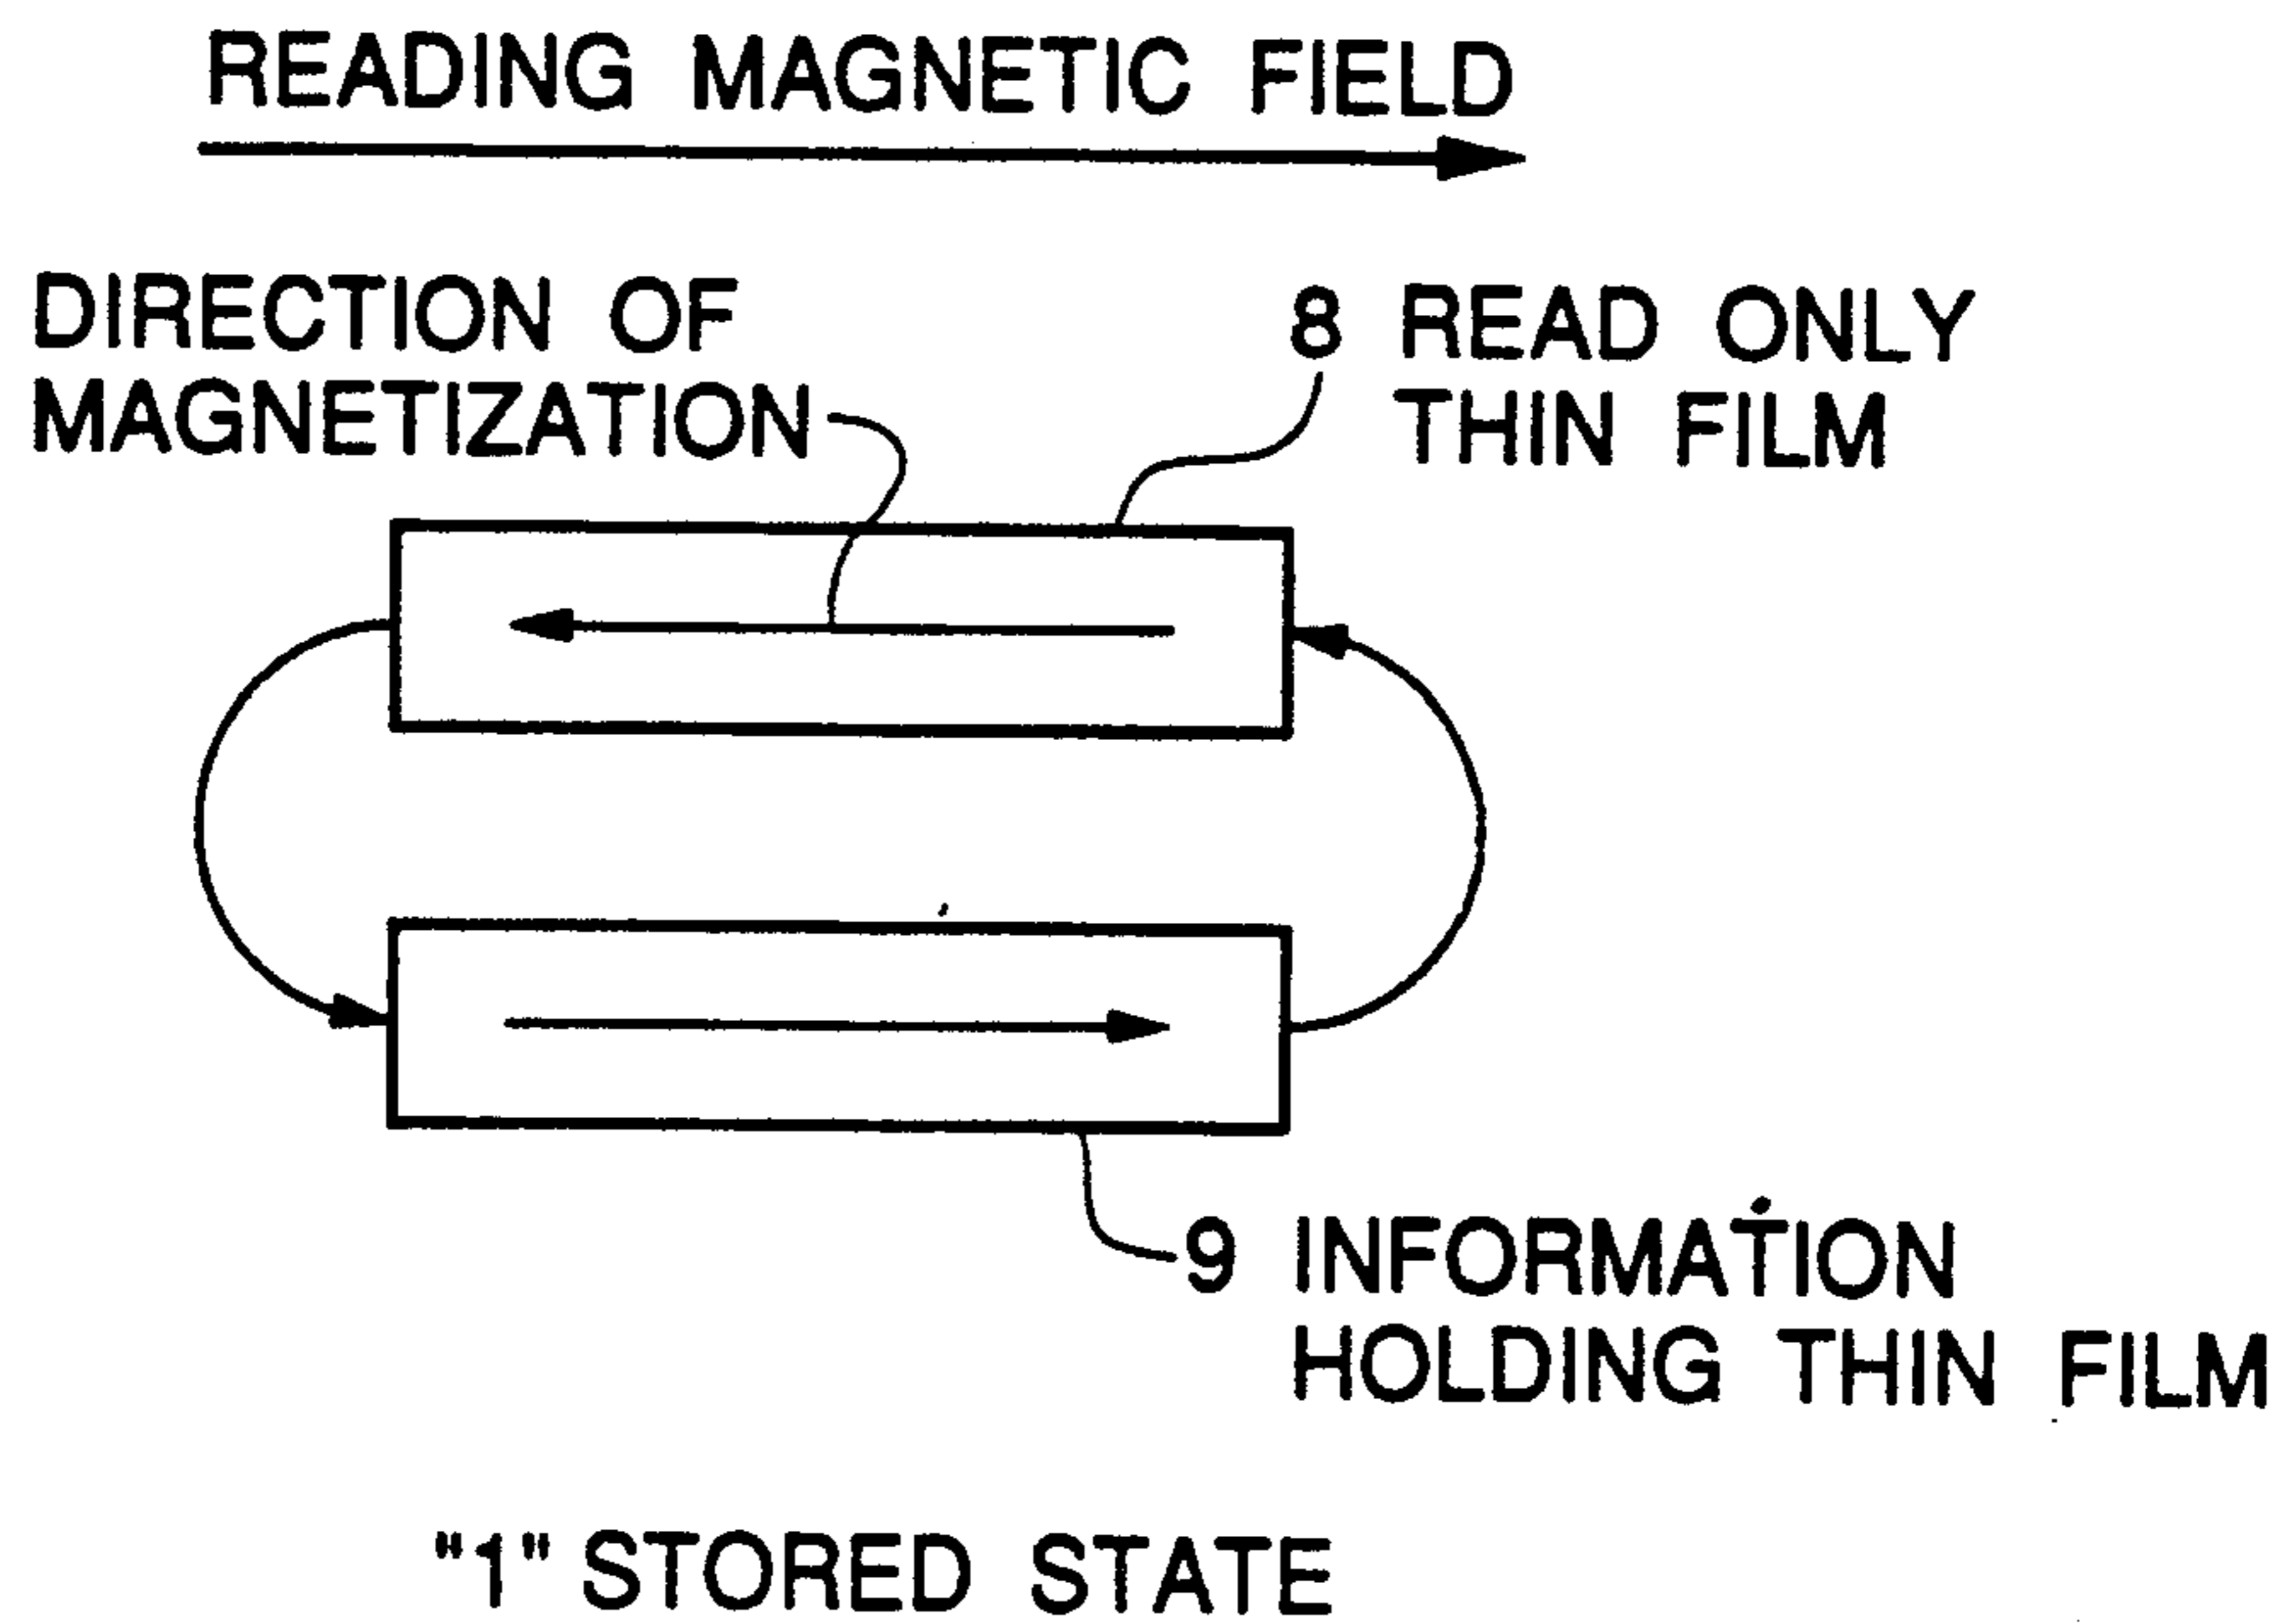 READING MAGNETIC FIELD
DIRECTION OF
MAGNETIZATION
8 READ ONLY
THIN FILM
9 INFORMATION
HOLDING THIN FILM
"1" STORED STATE